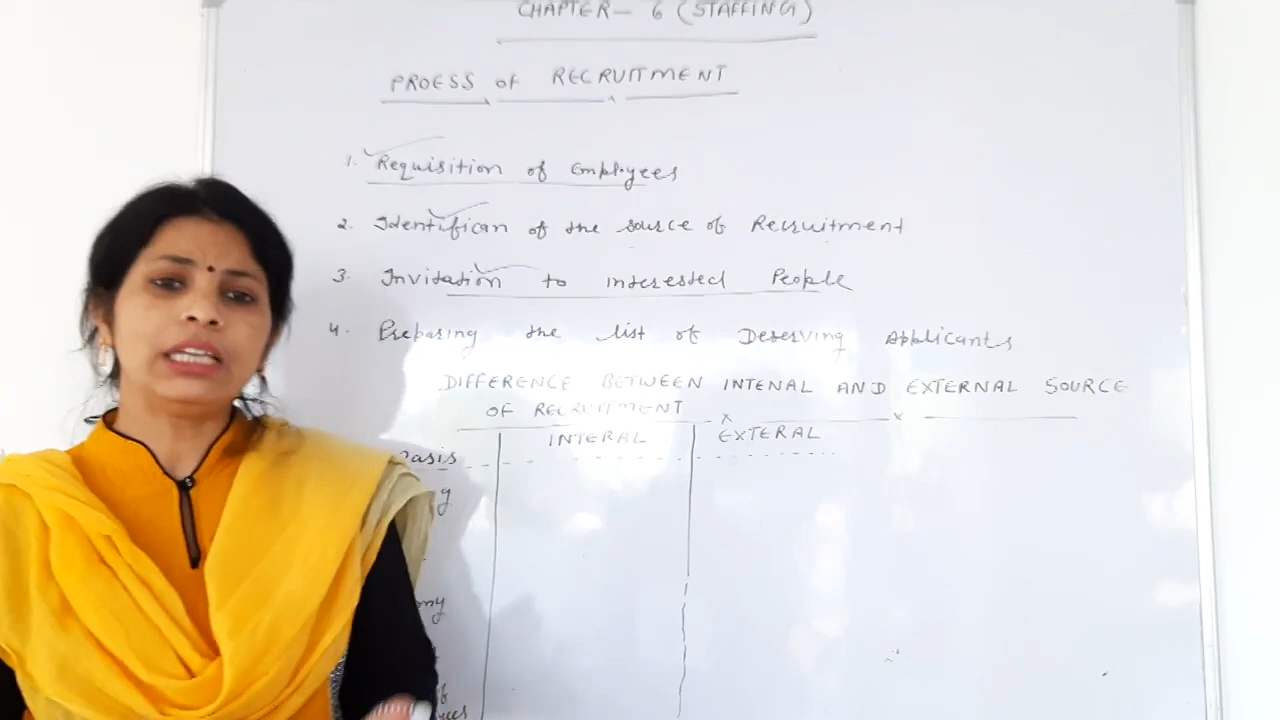 CHAPTER - 6 (STAFFING)
PROESS of RECRUITMENT
1. Requisition of Employees
2. Identifican of the source of Recruitment
3. Invitation to interested People
4. Preparing the list of Deserving Applicants
DIFFERENCE BETWEEN INTENAL AND EXTERNAL SOURCE
OF RECRUITMENT
Basis INTERAL EXTERAL